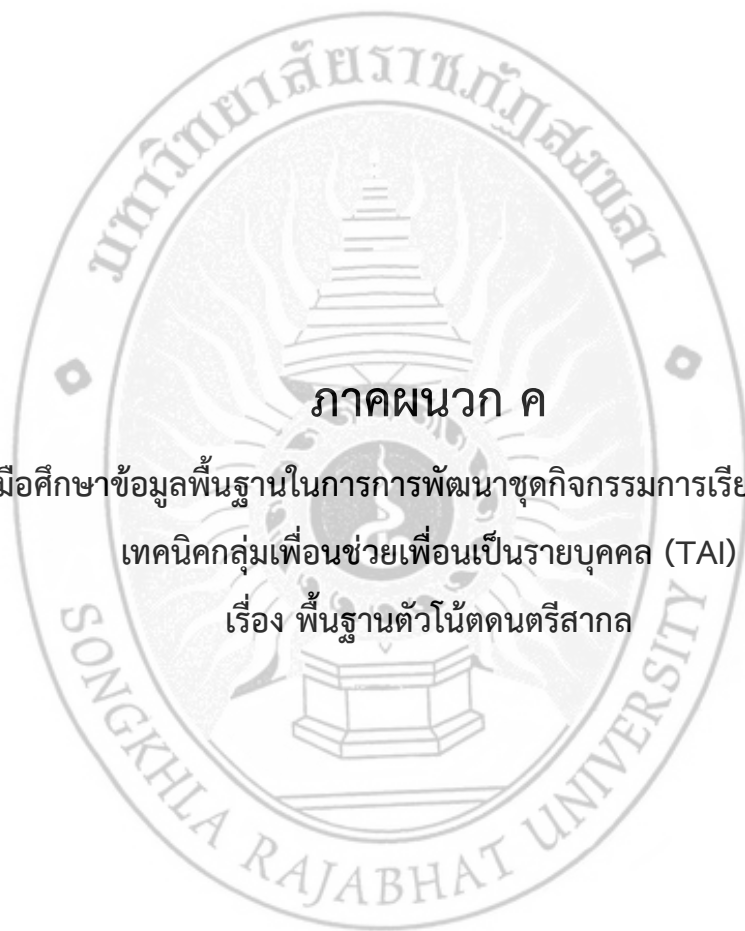 มหาวิทยาลัยราชภัฏสงขลา
ภาคผนวก ค
มือศึกษาข้อมูลพื้นฐานในการการพัฒนาชุดกิจกรรมการเรีย
เทคนิคกลุ่มเพื่อนช่วยเพื่อนเป็นรายบุคคล (TAI)
เรื่อง พื้นฐานตัวโน้ตดนตรีสากล
SONGKHLA RAJABHAT UNIVERSITY